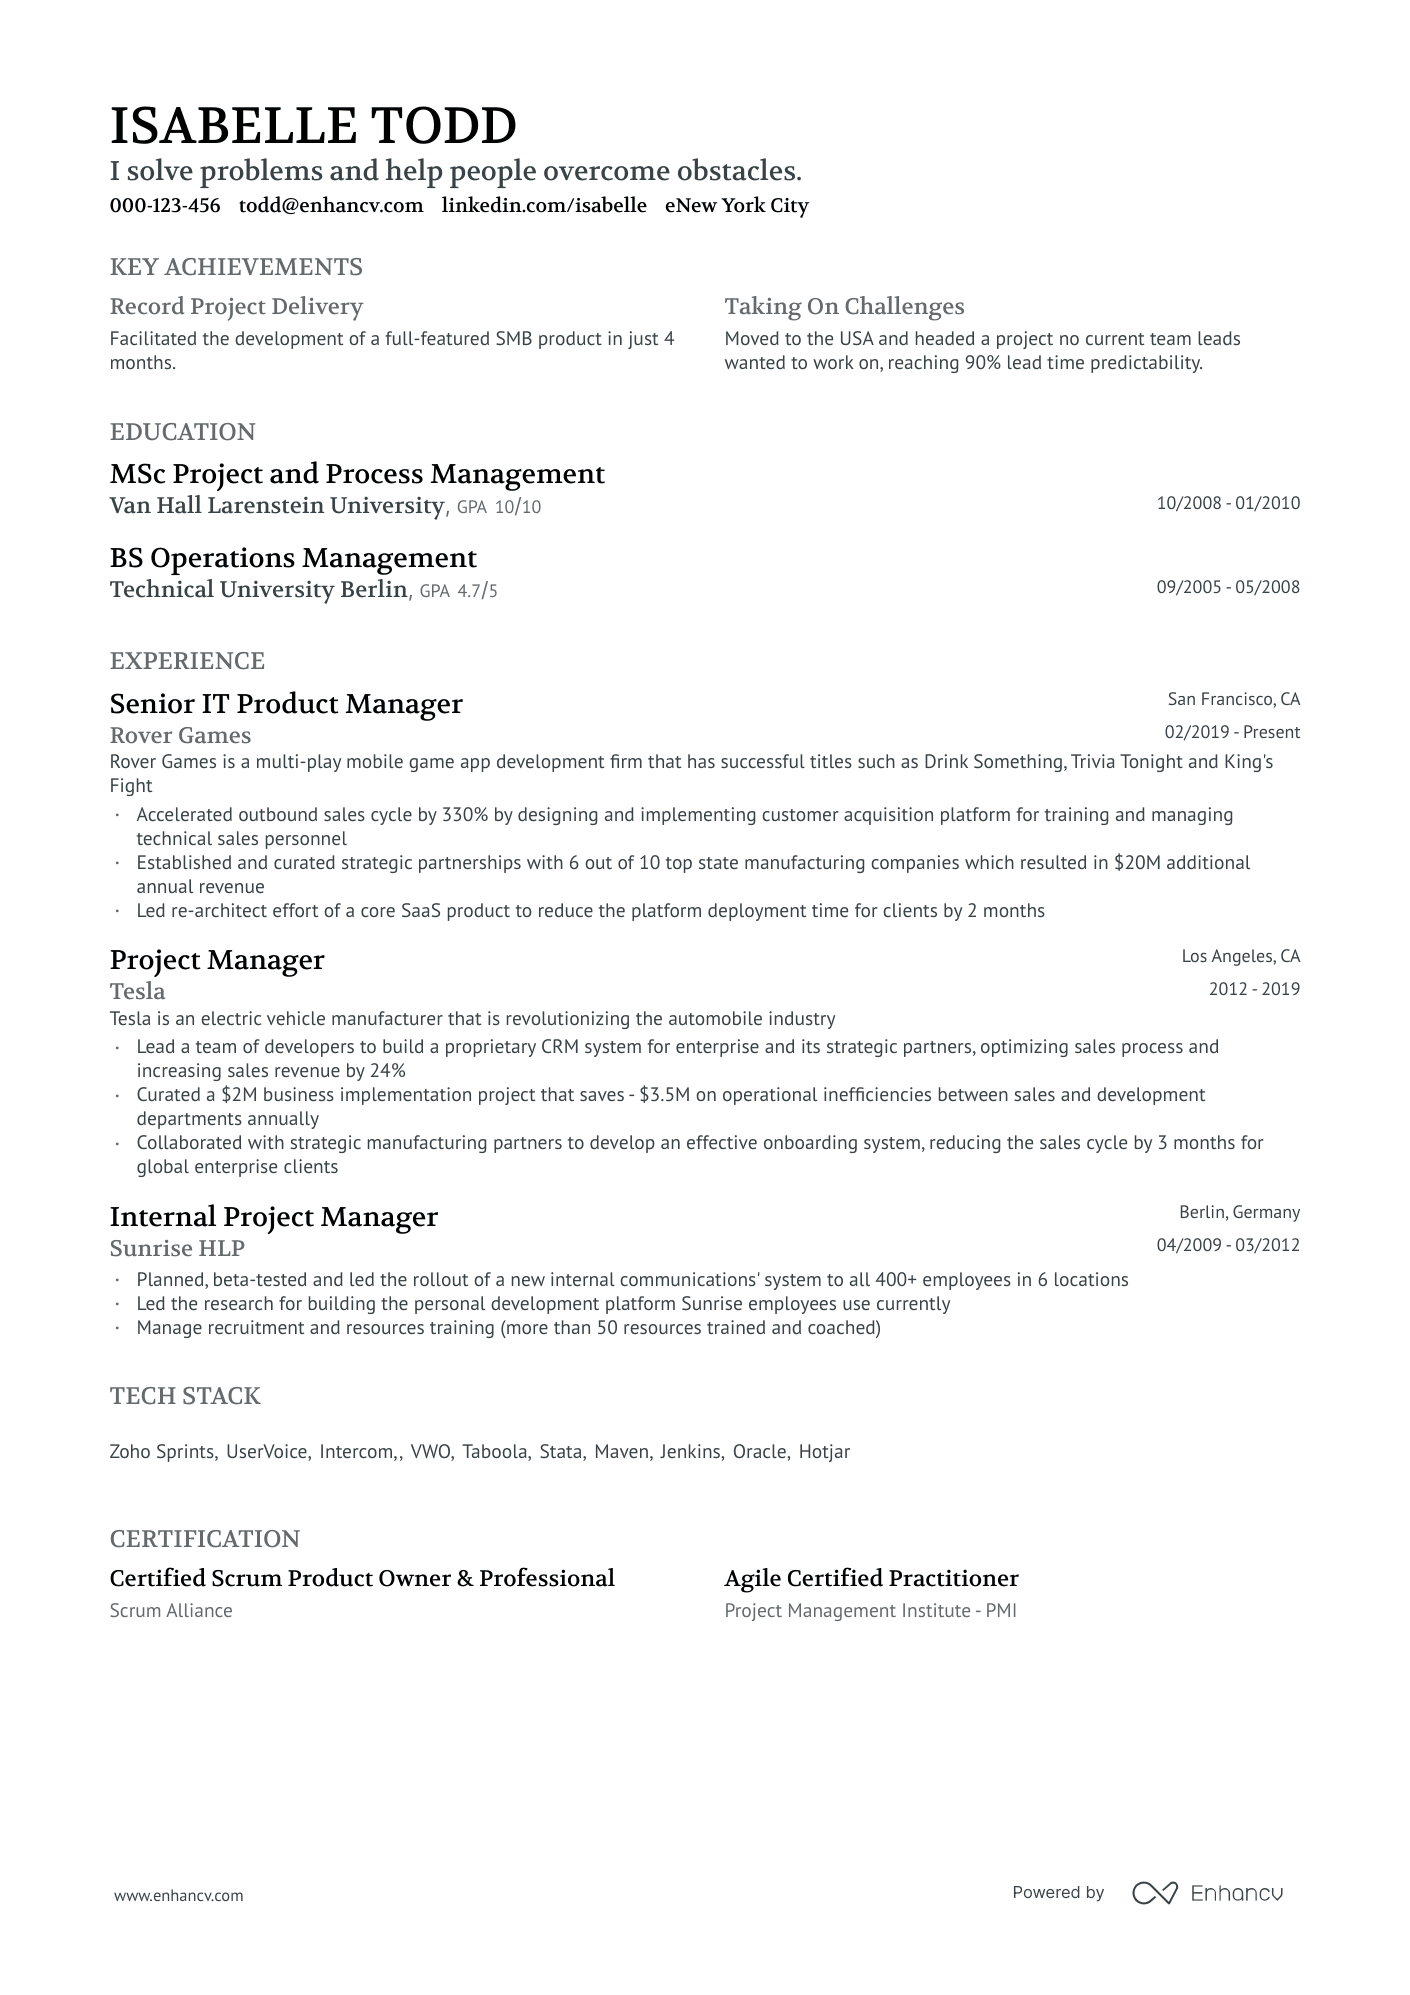 ISABELLE TODD
I solve problems and help people overcome obstacles.
000-123-456 todd@enhancv.com linkedin.com/isabelle eNew York City
KEY ACHIEVEMENTS
Record Project Delivery
Facilitated the development of a full-featured SMB product in just 4
months.
Taking On Challenges
Moved to the USA and headed a project no current team leads
wanted to work on, reaching 90% lead time predictability.
EDUCATION
MSc Project and Process Management
Van Hall Larenstein University, GPA 10/10
10/2008 - 01/2010
BS Operations Management
Technical University Berlin, GPA 4.7/5
09/2005 - 05/2008
EXPERIENCE
Senior IT Product Manager
San Francisco, CA
Rover Games
02/2019 - Present
Rover Games is a multi-play mobile game app development firm that has successful titles such as Drink Something, Trivia Tonight and King's
Fight
· Accelerated outbound sales cycle by 330% by designing and implementing customer acquisition platform for training and managing
technical sales personnel
· Established and curated strategic partnerships with 6 out of 10 top state manufacturing companies which resulted in $20M additional
annual revenue
· Led re-architect effort of a core SaaS product to reduce the platform deployment time for clients by 2 months
Project Manager
Los Angeles, CA
Tesla
2012 - 2019
Tesla is an electric vehicle manufacturer that is revolutionizing the automobile industry
· Lead a team of developers to build a proprietary CRM system for enterprise and its strategic partners, optimizing sales process and
increasing sales revenue by 24%
· Curated a $2M business implementation project that saves - $3.5M on operational inefficiencies between sales and development
departments annually
· Collaborated with strategic manufacturing partners to develop an effective onboarding system, reducing the sales cycle by 3 months for
global enterprise clients
Internal Project Manager
Berlin, Germany
Sunrise HLP
04/2009 - 03/2012
· Planned, beta-tested and led the rollout of a new internal communications' system to all 400+ employees in 6 locations
· Led the research for building the personal development platform Sunrise employees use currently
· Manage recruitment and resources training (more than 50 resources trained and coached)
TECH STACK
Zoho Sprints, UserVoice, Intercom,, VWO, Taboola, Stata, Maven, Jenkins, Oracle, Hotjar
CERTIFICATION
Certified Scrum Product Owner & Professional
Scrum Alliance
Agile Certified Practitioner
Project Management Institute - PMI
www.enhancv.com
Powered by Enhancv